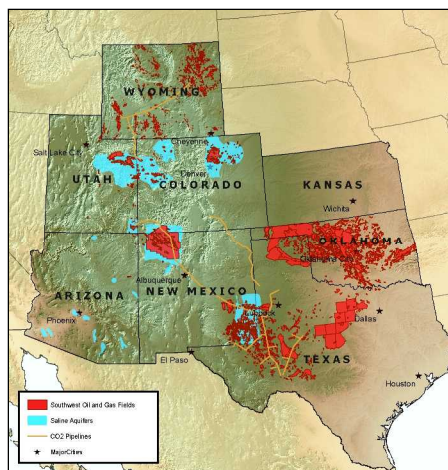 WYOMING
Cheyenne
Salt Lake City
UTAH
Denver
COLORADO
KANSAS
Wichita
OKLAHOMA
Oklahoma City
Albuquerque
NEW MEXICO
ARIZONA
Phoenix
Lubbock
Dallas
El Paso
TEXAS
Houston
Southwest Oil and Gas Fields
Saline Aquifers
CO2 Pipelines
MajorCities